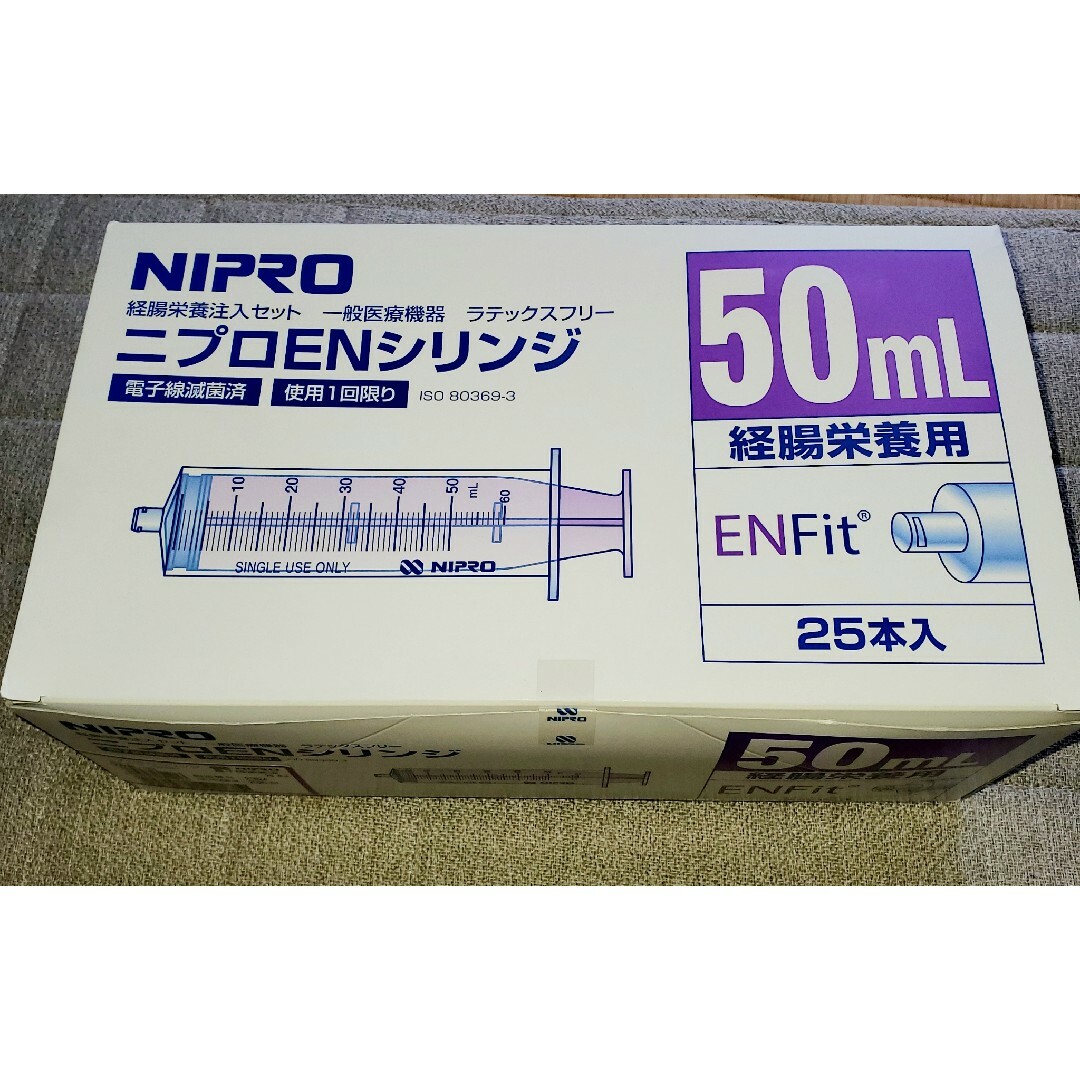 NIPRO
経腸栄養注入セット 一般医療機器 ラテックスフリー
ニプロENシリンジ
電子線滅菌済 使用1回限り ISO 80369-3
10 20 30 40 50 mL 60
SINGLE USE ONLY NIPRO
50mL
経腸栄養用
ENFit®
25本入
NIPRO
NIPRO
ニプロENシリンジ
50mL
経腸栄養用
ENFit